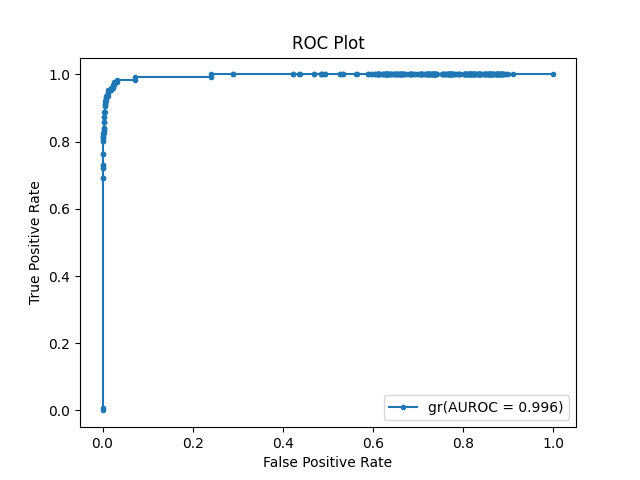 ROC Plot
1.0
0.8
0.6
0.4
0.2
0.0
True Positive Rate
gr(AUROC = 0.996)
0.0 0.2 0.4 0.6 0.8 1.0
False Positive Rate